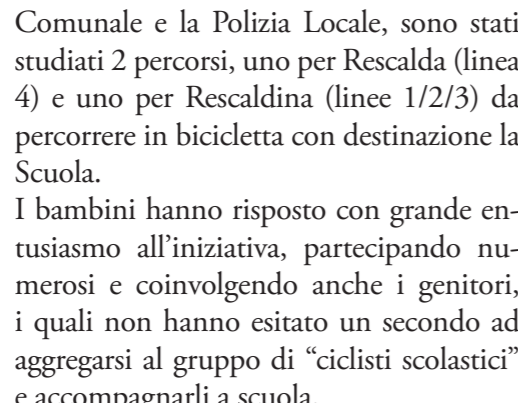 Comunale e la Polizia Locale, sono stati
studiati 2 percorsi, uno per Rescalda (linea
4) e uno per Rescaldina (linee 1/2/3) da
percorrere in bicicletta con destinazione la
Scuola.
I bambini hanno risposto con grande en-
tusiasmo all’iniziativa, partecipando nu-
merosi e coinvolgendo anche i genitori,
i quali non hanno esitato un secondo ad
aggregarsi al gruppo di “ciclisti scolastici”
e accompagnarli a scuola.